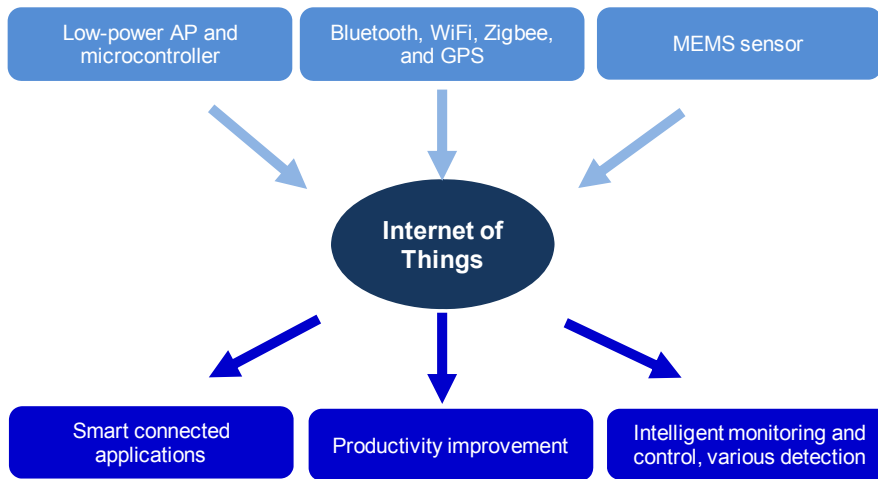 Low-power AP and
microcontroller
Bluetooth, WiFi, Zigbee,
and GPS
MEMS sensor
Internet of
Things
Smart connected
applications
Productivity improvement
Intelligent monitoring and
control, various detection